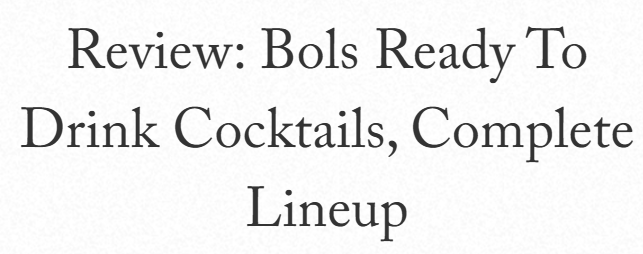 Review: Bols Ready To
Drink Cocktails, Complete
Lineup